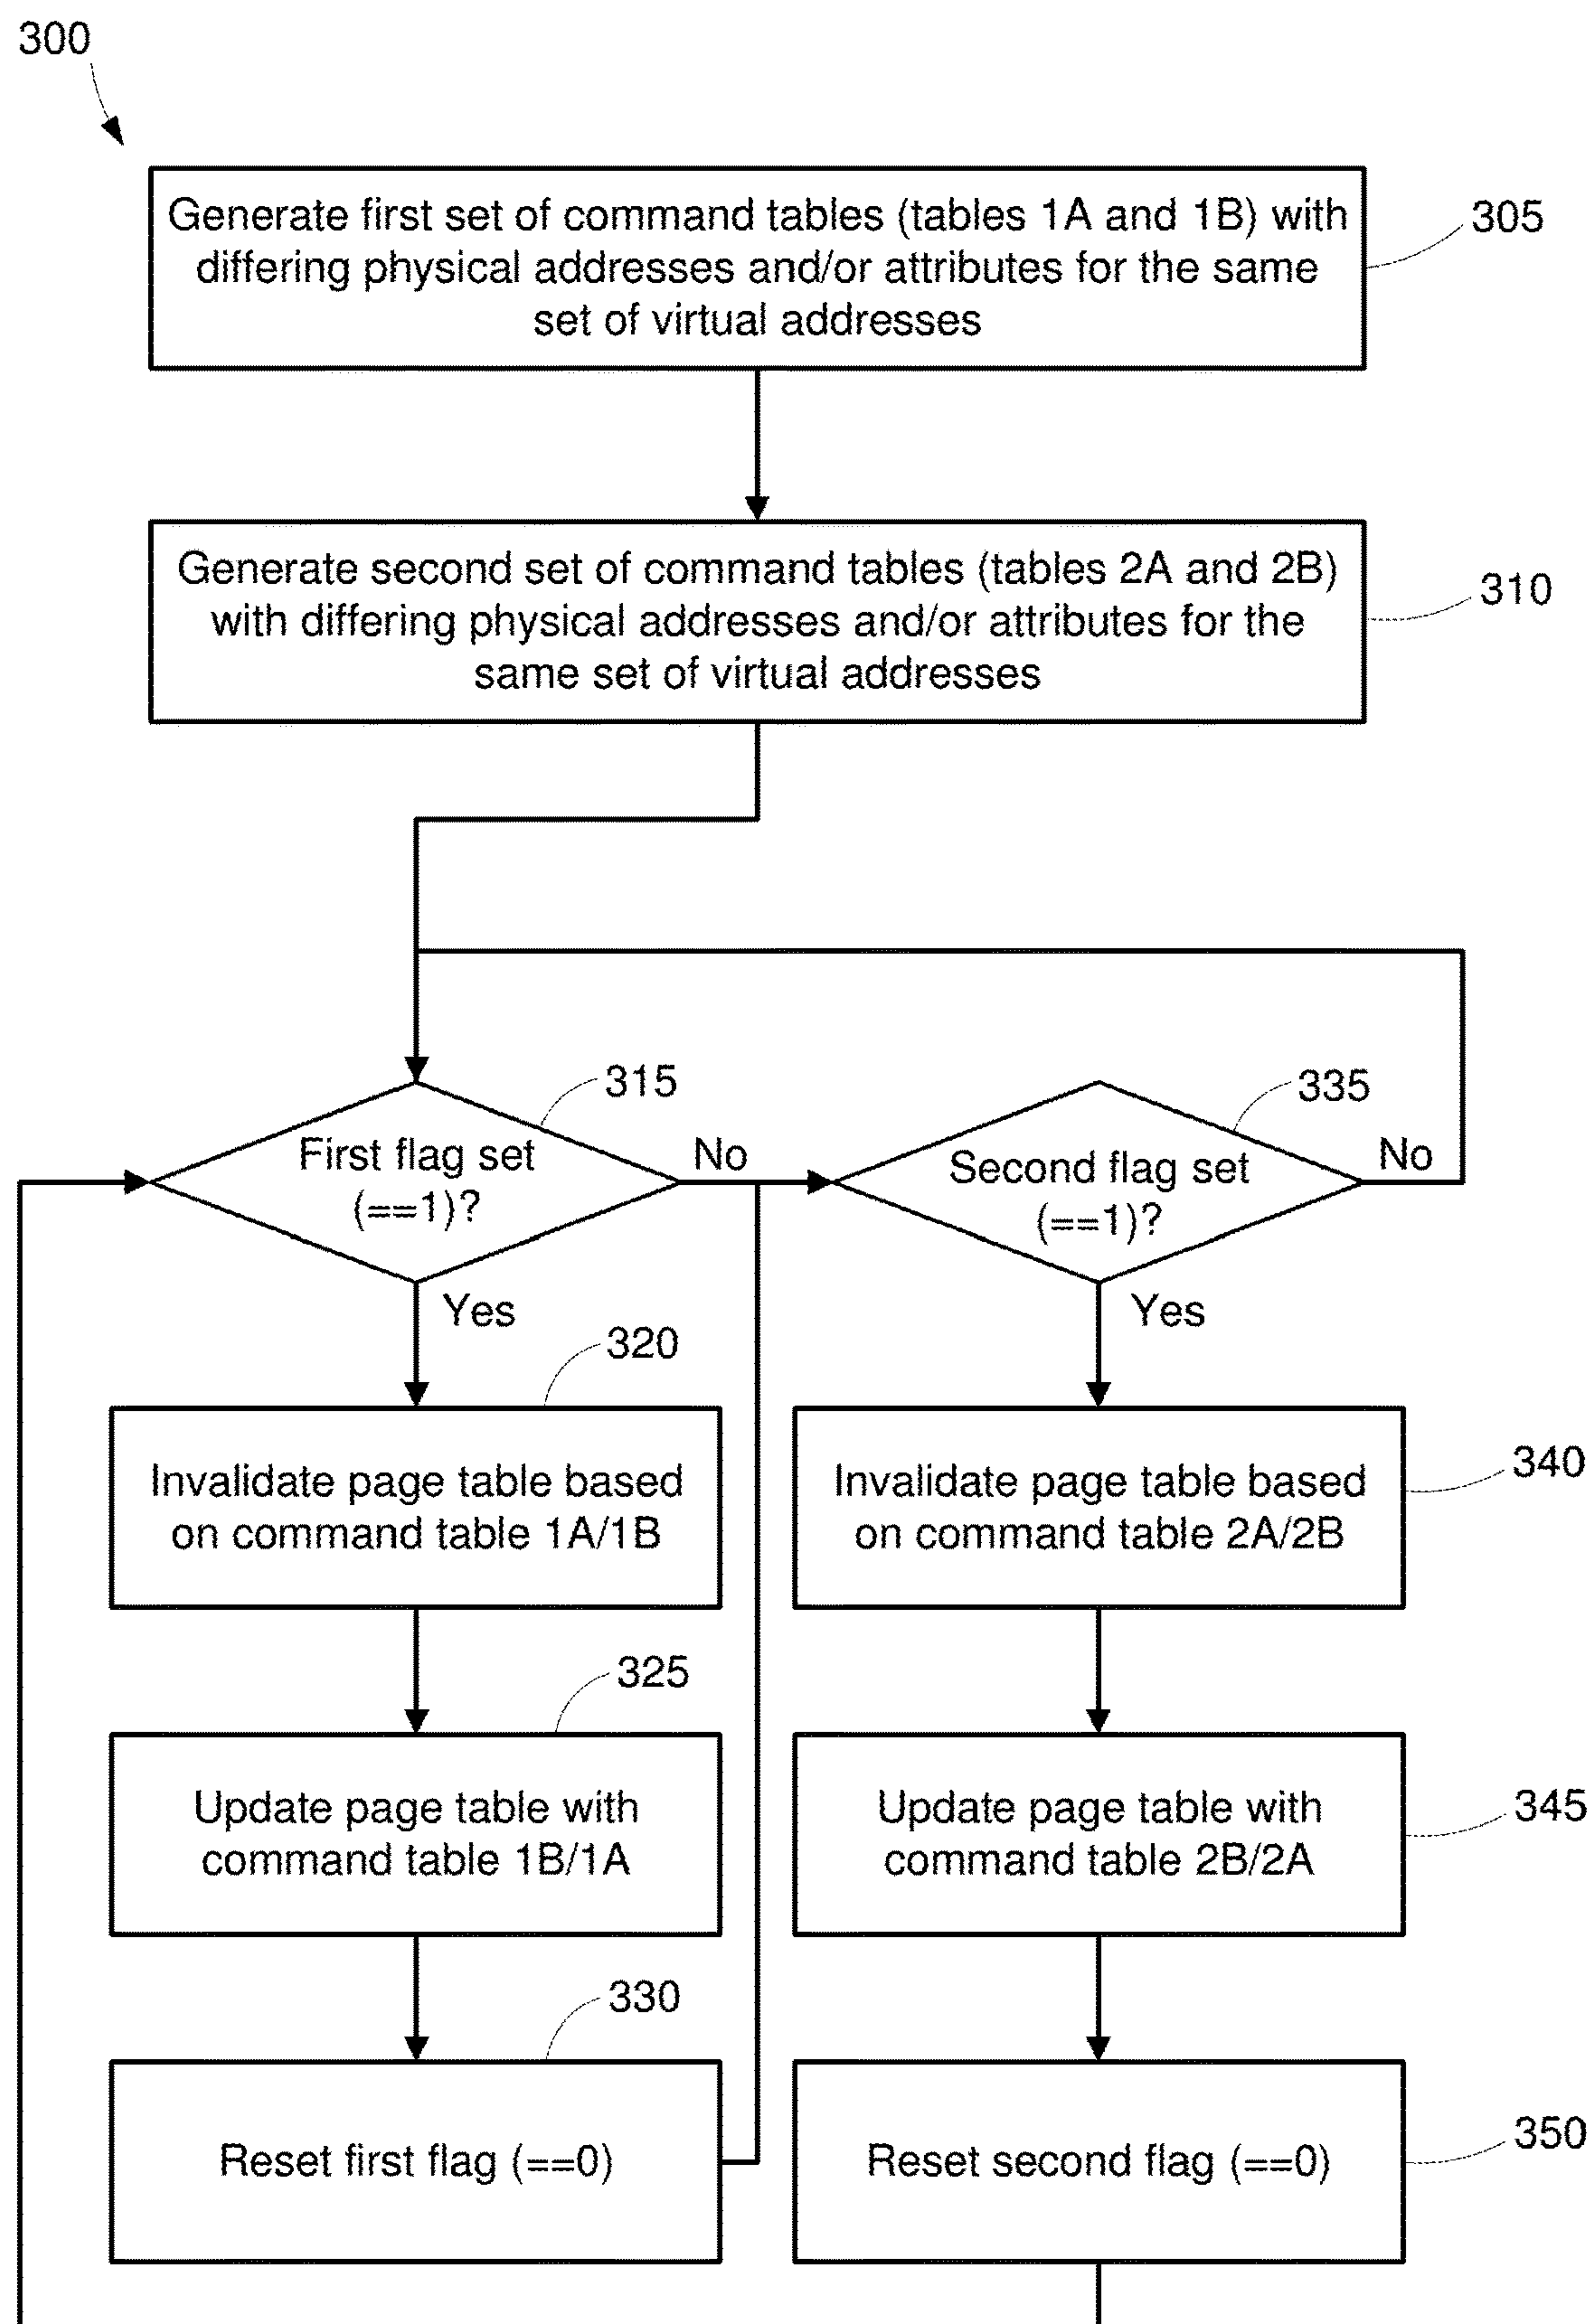 300
Generate first set of command tables (tables 1A and 1B) with
differing physical addresses and/or attributes for the same
set of virtual addresses
305
Generate second set of command tables (tables 2A and 2B)
with differing physical addresses and/or attributes for the
same set of virtual addresses
310
315
335
First flag set
(==1)?
No
Second flag set
(==1)?
No
Yes
Yes
320
Invalidate page table based
on command table 1A/1B
Invalidate page table based
on command table 2A/2B
340
325
Update page table with
command table 1B/1A
Update page table with
command table 2B/2A
345
330
Reset first flag (==0)
Reset second flag (==0)
350